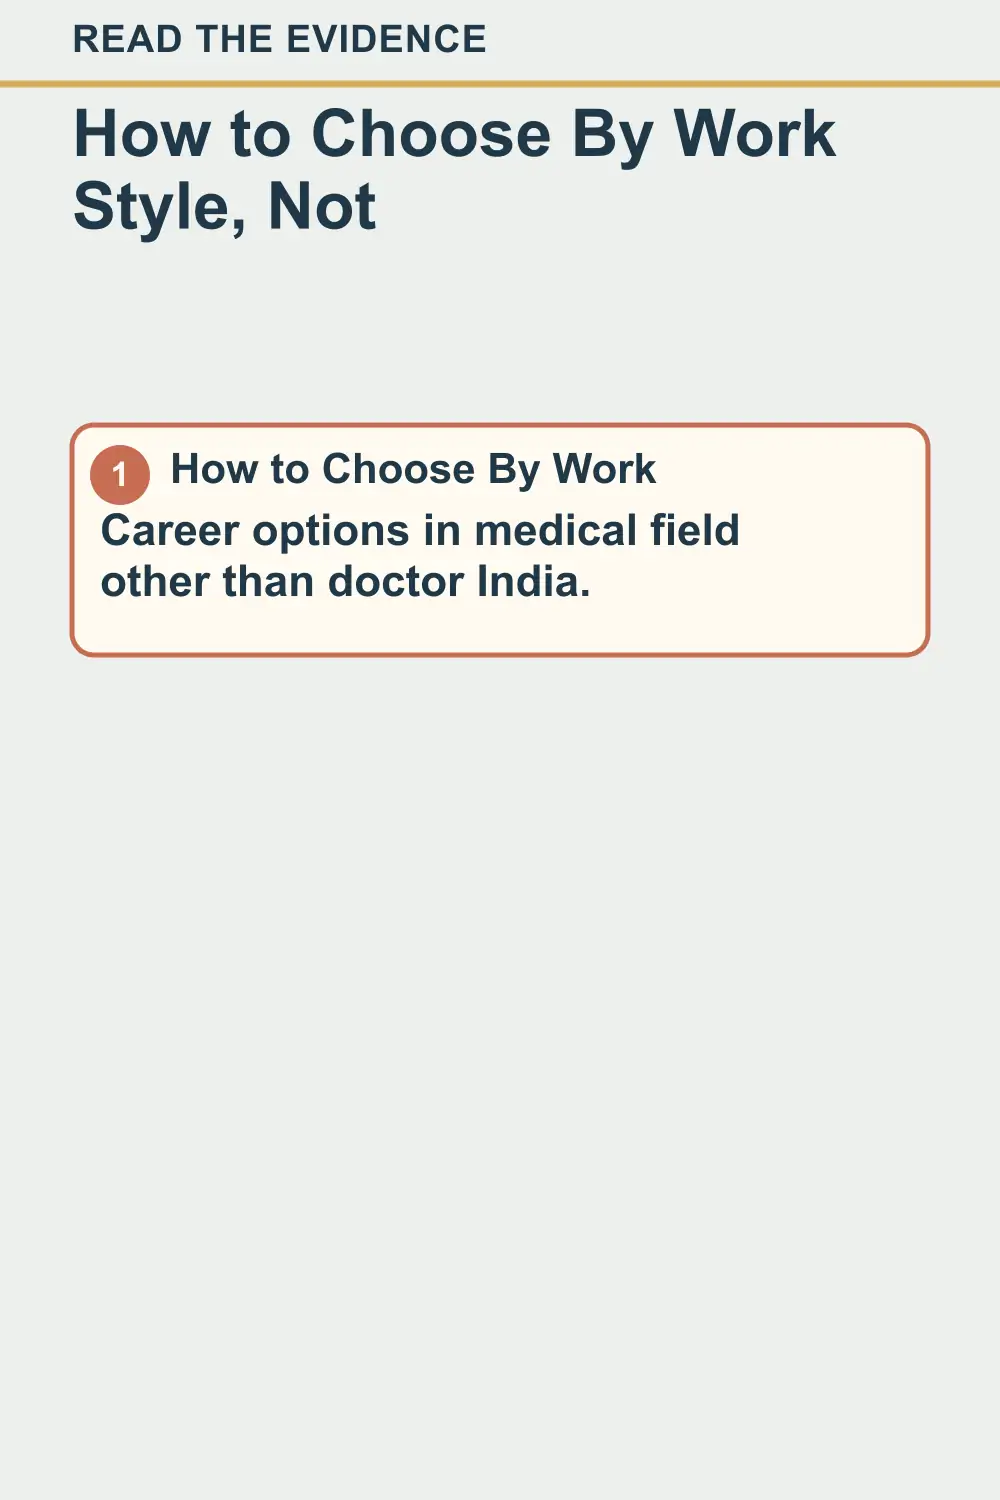 READ THE EVIDENCE
How to Choose By Work
Style, Not
1 How to Choose By Work
Career options in medical field
other than doctor India.